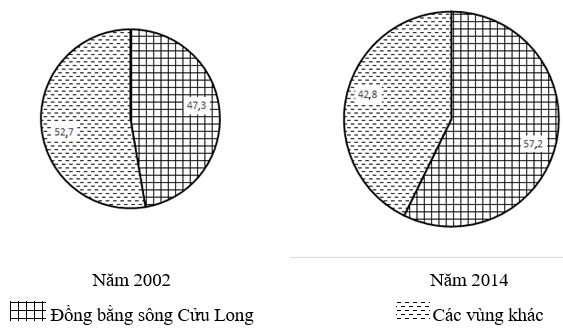 47,3
52,7
42,8
57,2
Năm 2002 Năm 2014
Đồng bằng sông Cửu Long Các vùng khác